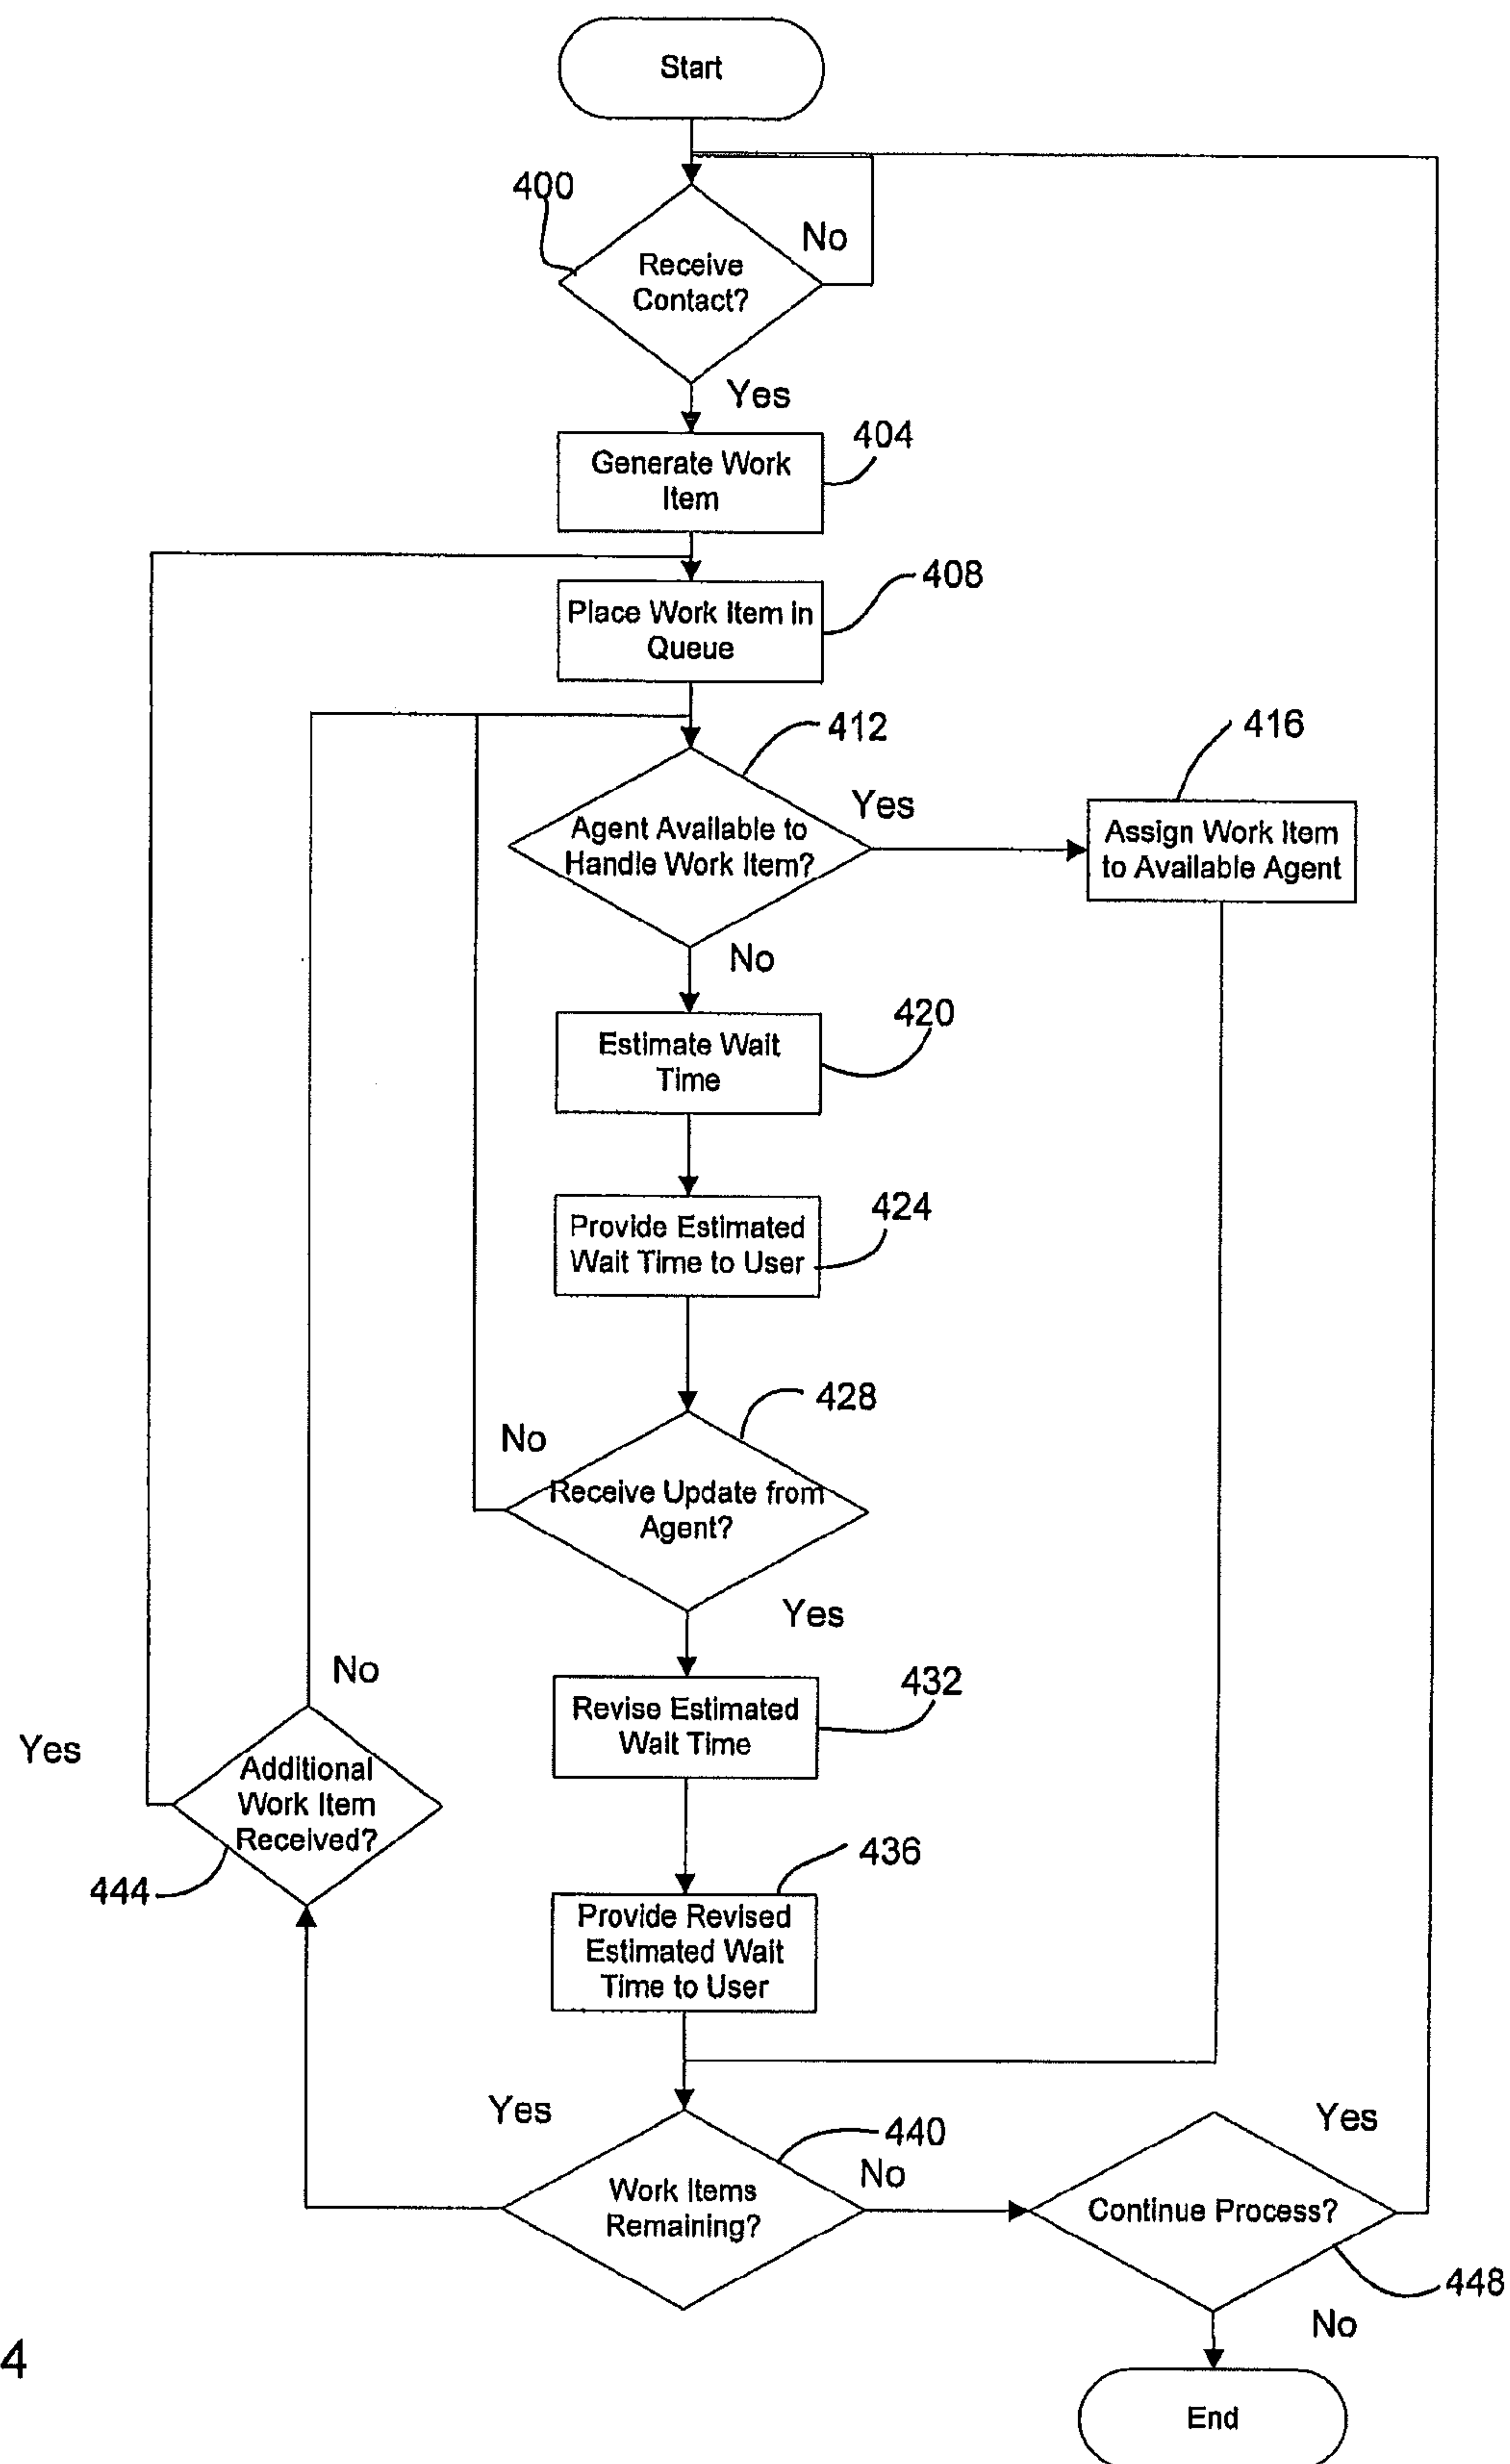 Start
400
No
Receive
Contact?
Yes
404
Generate Work
Item
408
Place Work Item in
Queue
412
416
Yes
Agent Available to
Handle Work Item?
Assign Work Item
to Available Agent
No
420
Estimate Wait
Time
424
Provide Estimated
Wait Time to User
428
No
Receive Update from
Agent?
Yes
No
432
Revise Estimated
Wait Time
Yes
Additional
Work Item
Received?
444
436
Provide Revised
Estimated Wait
Time to User
Yes
Yes
440
No
Work Items
Remaining?
Continue Process?
448
No
4
End